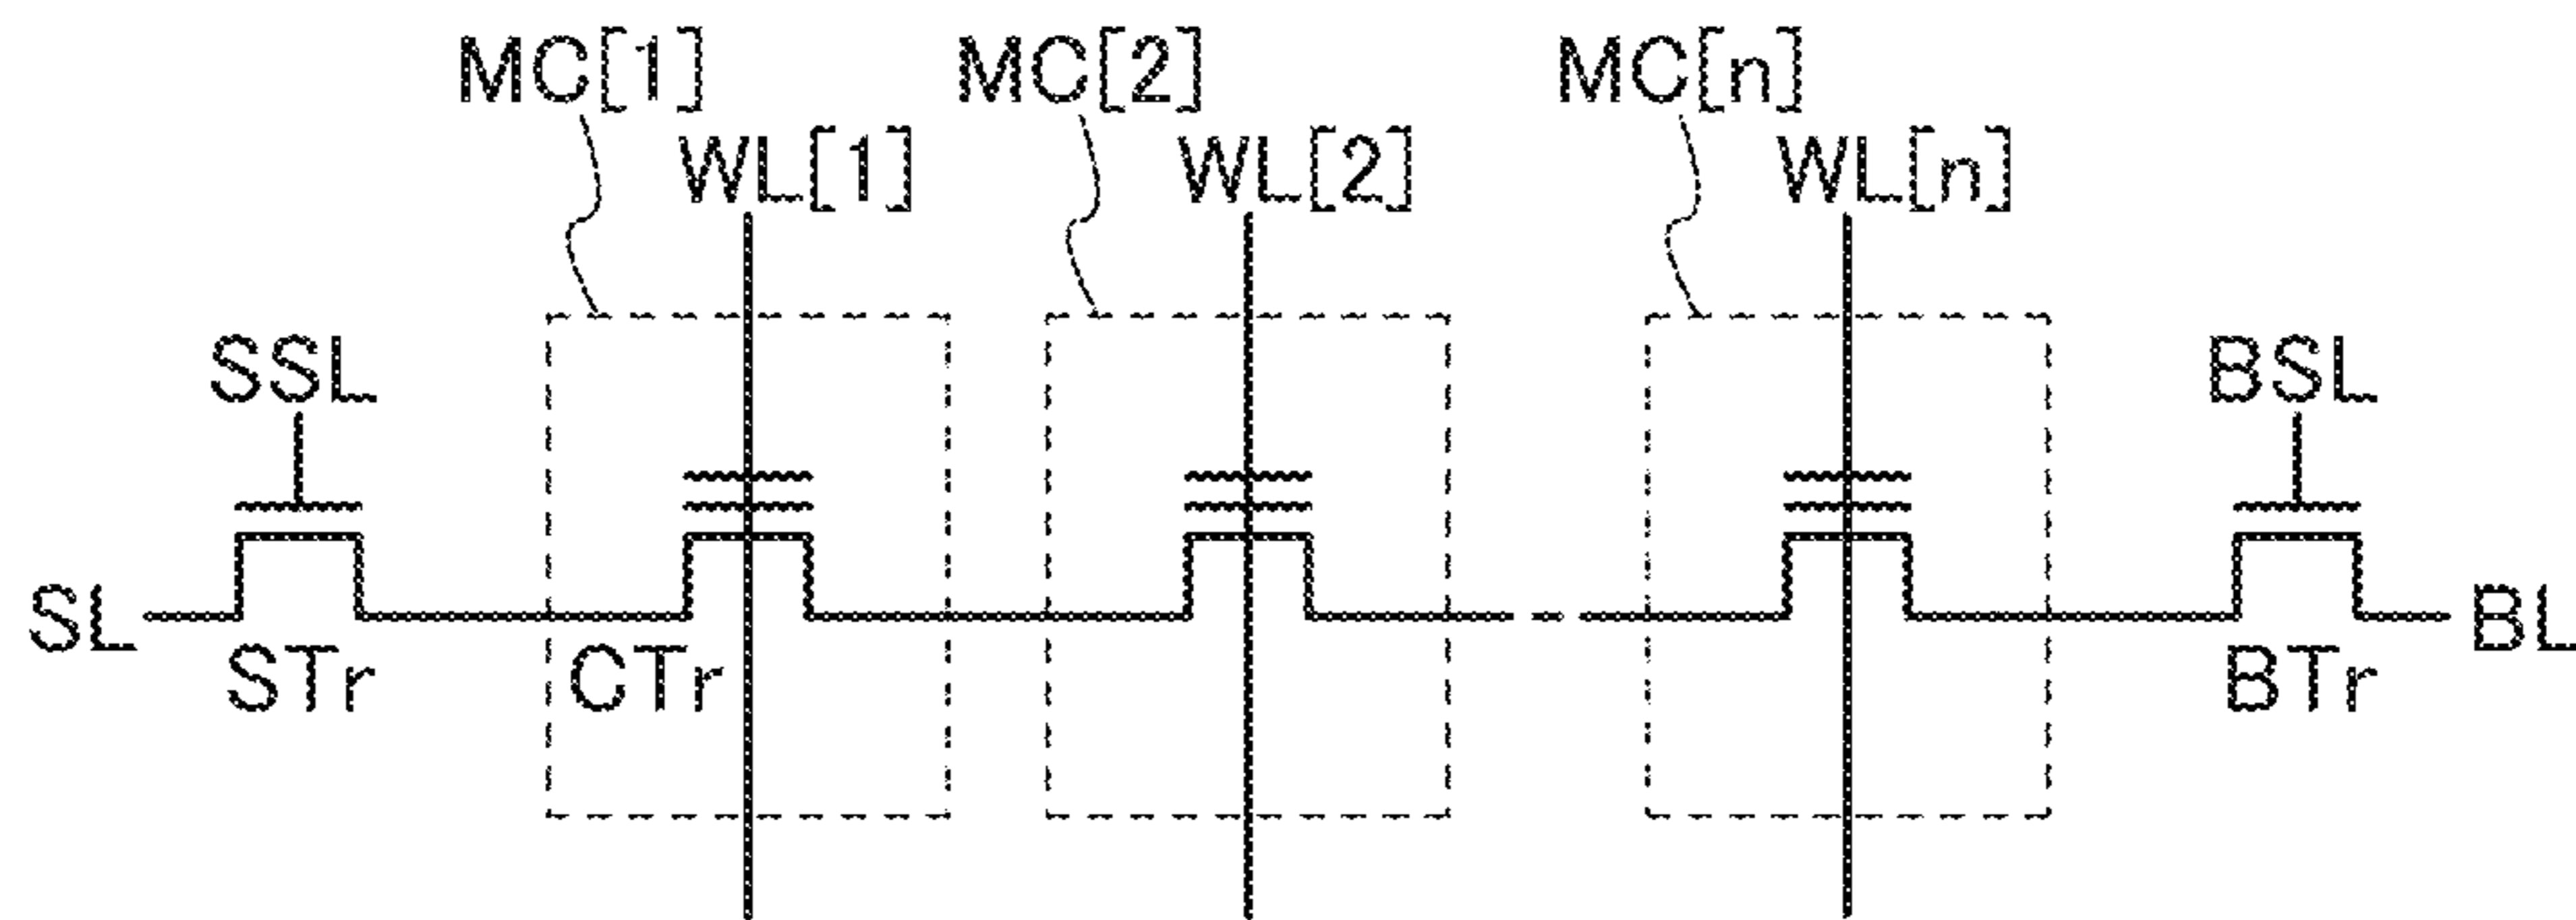 MC[1] MC[2] MC[n]
WL[1] WL[2] WL[n]
SSL BSL
SL BL
STr CTr BTr